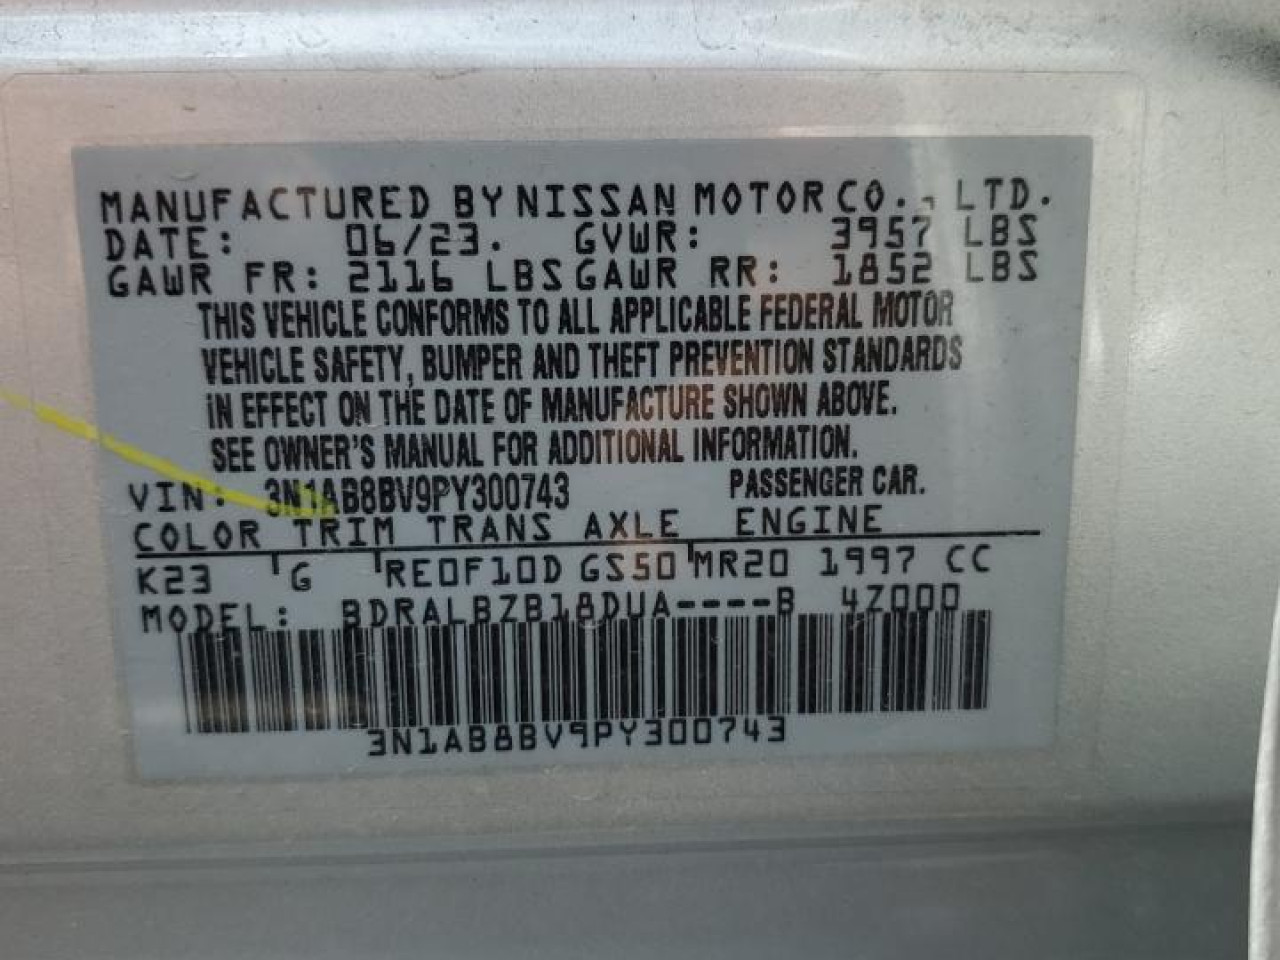 MANUFACTURED BY NISSAN MOTOR CO., LTD.
DATE: 06/23. GVWR: 3957 LBS
GAWR FR: 2116 LBS GAWR RR: 1852 LBS
THIS VEHICLE CONFORMS TO ALL APPLICABLE FEDERAL MOTOR
VEHICLE SAFETY, BUMPER AND THEFT PREVENTION STANDARDS
IN EFFECT ON THE DATE OF MANUFACTURE SHOWN ABOVE.
SEE OWNER'S MANUAL FOR ADDITIONAL INFORMATION.
VIN: 3N1AB8BV9PY300743 PASSENGER CAR.
COLOR TRIM TRANS AXLE ENGINE
K23 G RE0F10D GS50 MR20 1997 CC
MODEL: BDRALBZB18DUA----B 4Z000
3N1AB8BV9PY300743